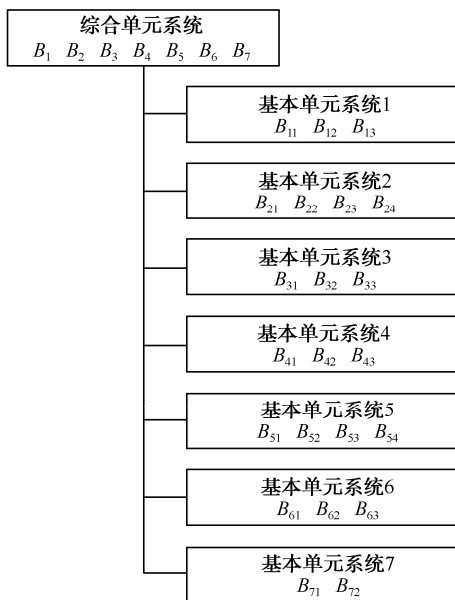 综合单元系统
B₁ B₂ B₃ B₄ B₅ B₆ B₇
基本单元系统1
B₁₁ B₁₂ B₁₃
基本单元系统2
B₂₁ B₂₂ B₂₃ B₂₄
基本单元系统3
B₃₁ B₃₂ B₃₃
基本单元系统4
B₄₁ B₄₂ B₄₃
基本单元系统5
B₅₁ B₅₂ B₅₃ B₅₄
基本单元系统6
B₆₁ B₆₂ B₆₃
基本单元系统7
B₇₁ B₇₂